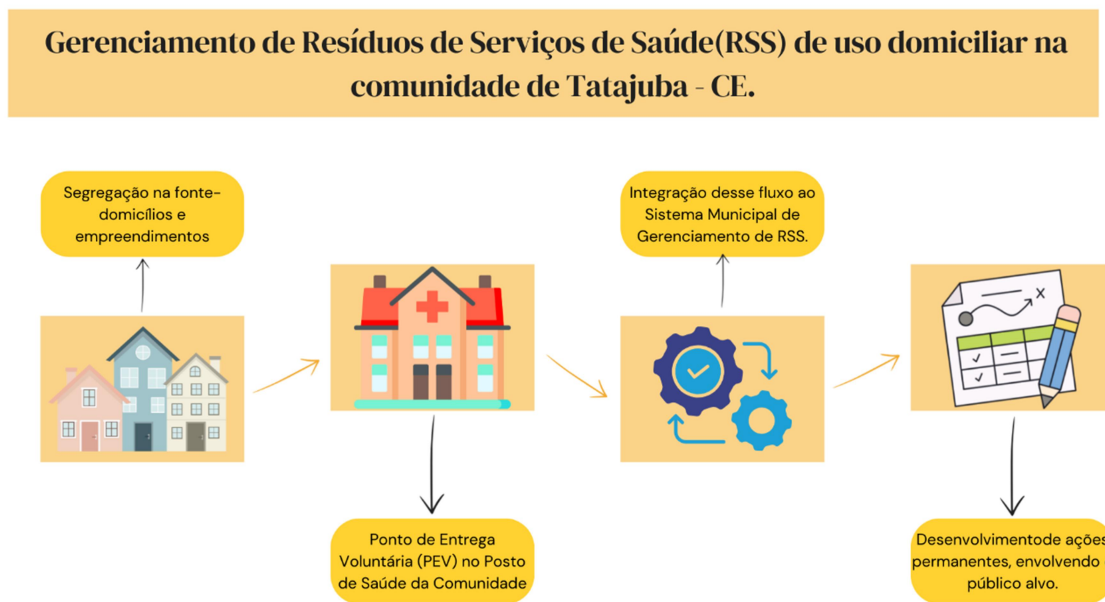 Gerenciamento de Resíduos de Serviços de Saúde(RSS) de uso domiciliar na
comunidade de Tatajuba - CE.
Segregação na fonte-
domicílios e
empreendimentos
Ponto de Entrega
Voluntária (PEV) no Posto
de Saúde da Comunidade
Integração desse fluxo ao
Sistema Municipal de
Gerenciamento de RSS.
X
Desenvolvimentode ações
permanentes, envolvendo
público alvo.